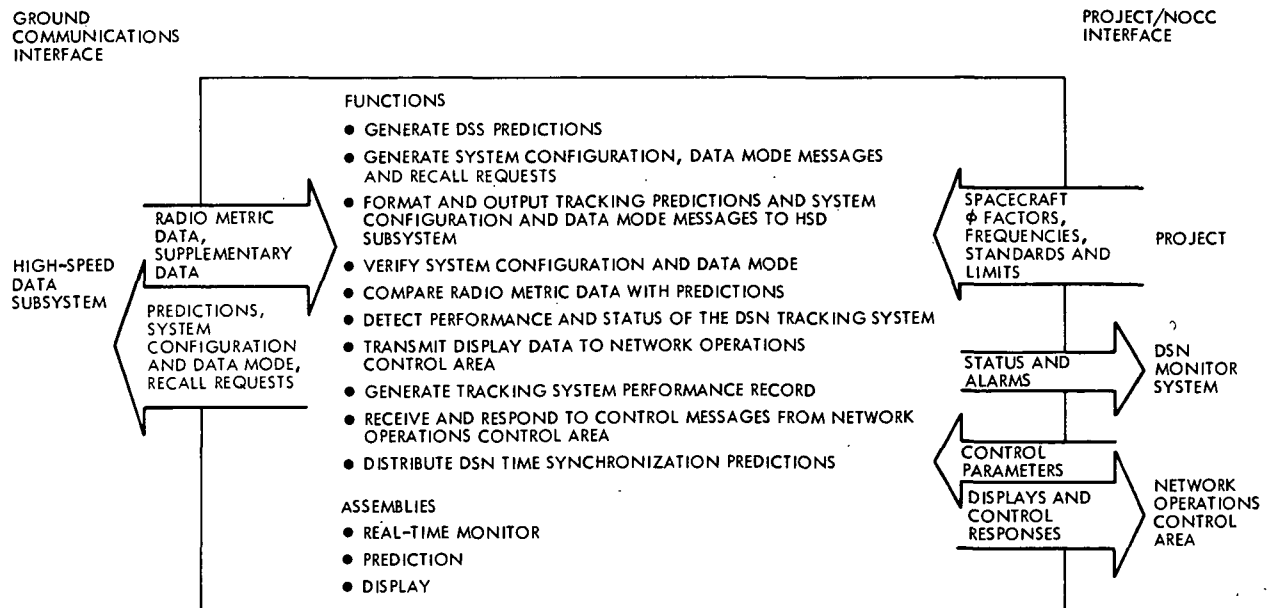 GROUND
COMMUNICATIONS
INTERFACE
PROJECT/NOCC
INTERFACE
FUNCTIONS
● GENERATE DSS PREDICTIONS
● GENERATE SYSTEM CONFIGURATION, DATA MODE MESSAGES
AND RECALL REQUESTS
● FORMAT AND OUTPUT TRACKING PREDICTIONS AND SYSTEM
CONFIGURATION AND DATA MODE MESSAGES TO HSD
SUBSYSTEM
● VERIFY SYSTEM CONFIGURATION AND DATA MODE
● COMPARE RADIO METRIC DATA WITH PREDICTIONS
● DETECT PERFORMANCE AND STATUS OF THE DSN TRACKING SYSTEM
● TRANSMIT DISPLAY DATA TO NETWORK OPERATIONS
CONTROL AREA
● GENERATE TRACKING SYSTEM PERFORMANCE RECORD
● RECEIVE AND RESPOND TO CONTROL MESSAGES FROM NETWORK
OPERATIONS CONTROL AREA
● DISTRIBUTE DSN TIME SYNCHRONIZATION PREDICTIONS
ASSEMBLIES
● REAL-TIME MONITOR
● PREDICTION
● DISPLAY
HIGH-SPEED
DATA
SUBSYSTEM
RADIO METRIC
DATA,
SUPPLEMENTARY
DATA
PREDICTIONS,
SYSTEM
CONFIGURATION
AND DATA MODE,
RECALL REQUESTS
SPACECRAFT
ϕ FACTORS,
FREQUENCIES,
STANDARDS AND
LIMITS
PROJECT
STATUS AND
ALARMS
DSN
MONITOR
SYSTEM
CONTROL
PARAMETERS
DISPLAYS AND
CONTROL
RESPONSES
NETWORK
OPERATIONS
CONTROL
AREA